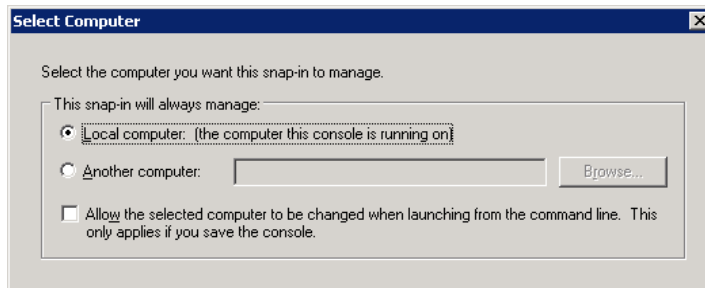 Select Computer
Select the computer you want this snap-in to manage.
This snap-in will always manage:
Local computer: (the computer this console is running on)
Another computer:
Browse...
Allow the selected computer to be changed when launching from the command line. This
only applies if you save the console.